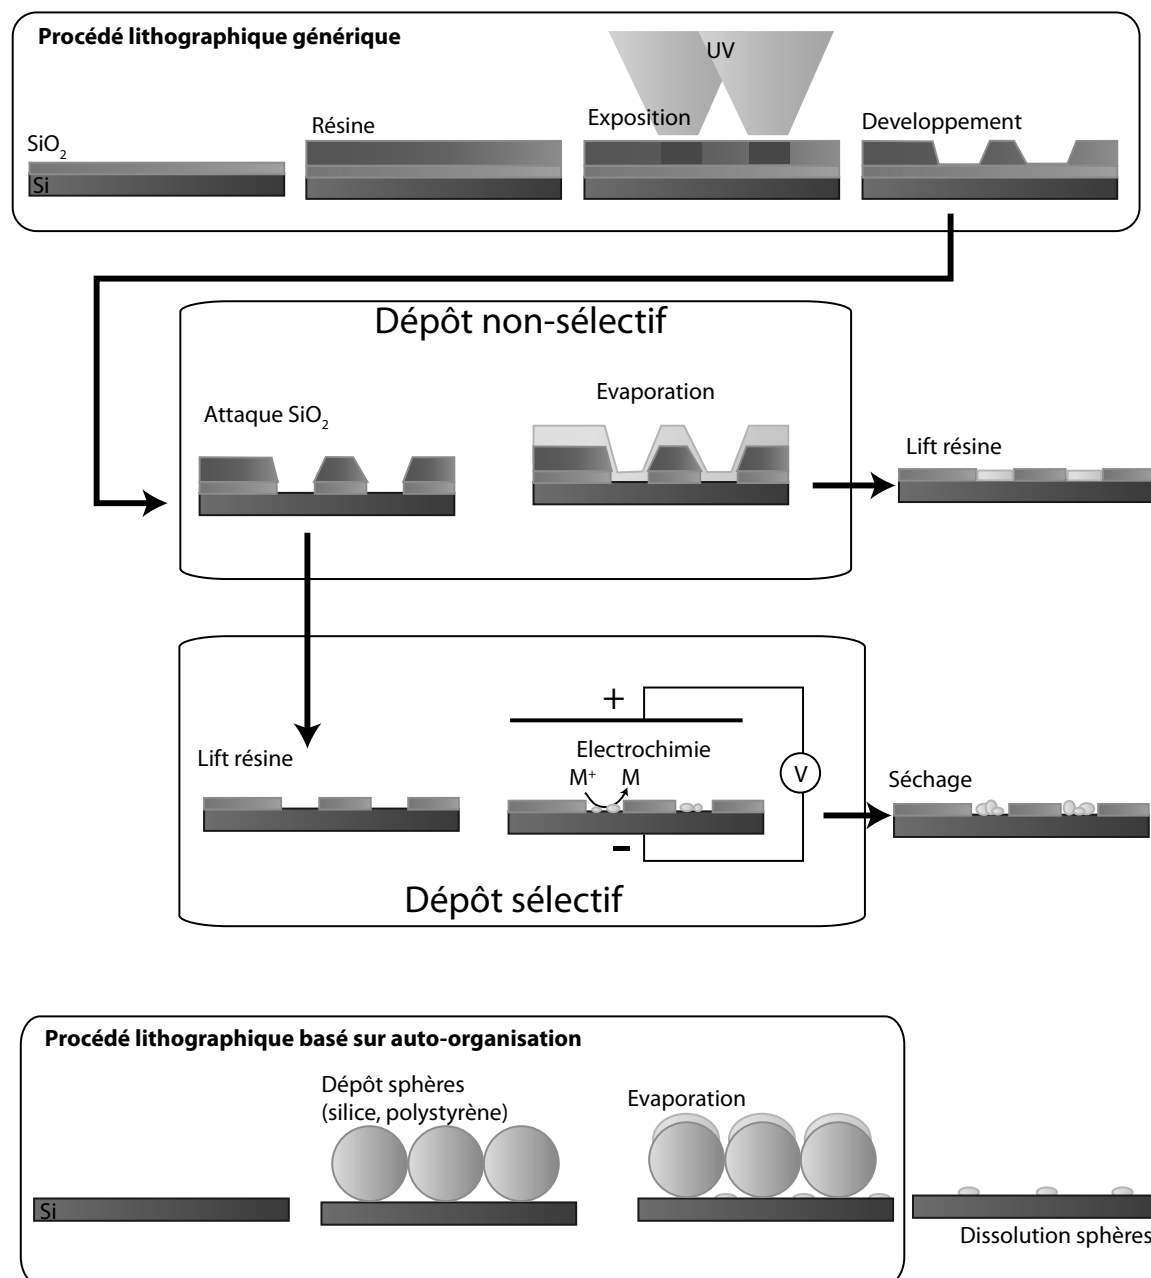 Procédé lithographique générique
UV
Exposition
Résine
Developpement
SiO2
Si
Dépôt non-sélectif
Evaporation
Attaque SiO2
Lift résine
+
Electrochimie
Lift résine
M+ M
V
Séchage
–
Dépôt sélectif
Procédé lithographique basé sur auto-organisation
Dépôt sphères
(silice, polystyrène)
Evaporation
Si
Dissolution sphères